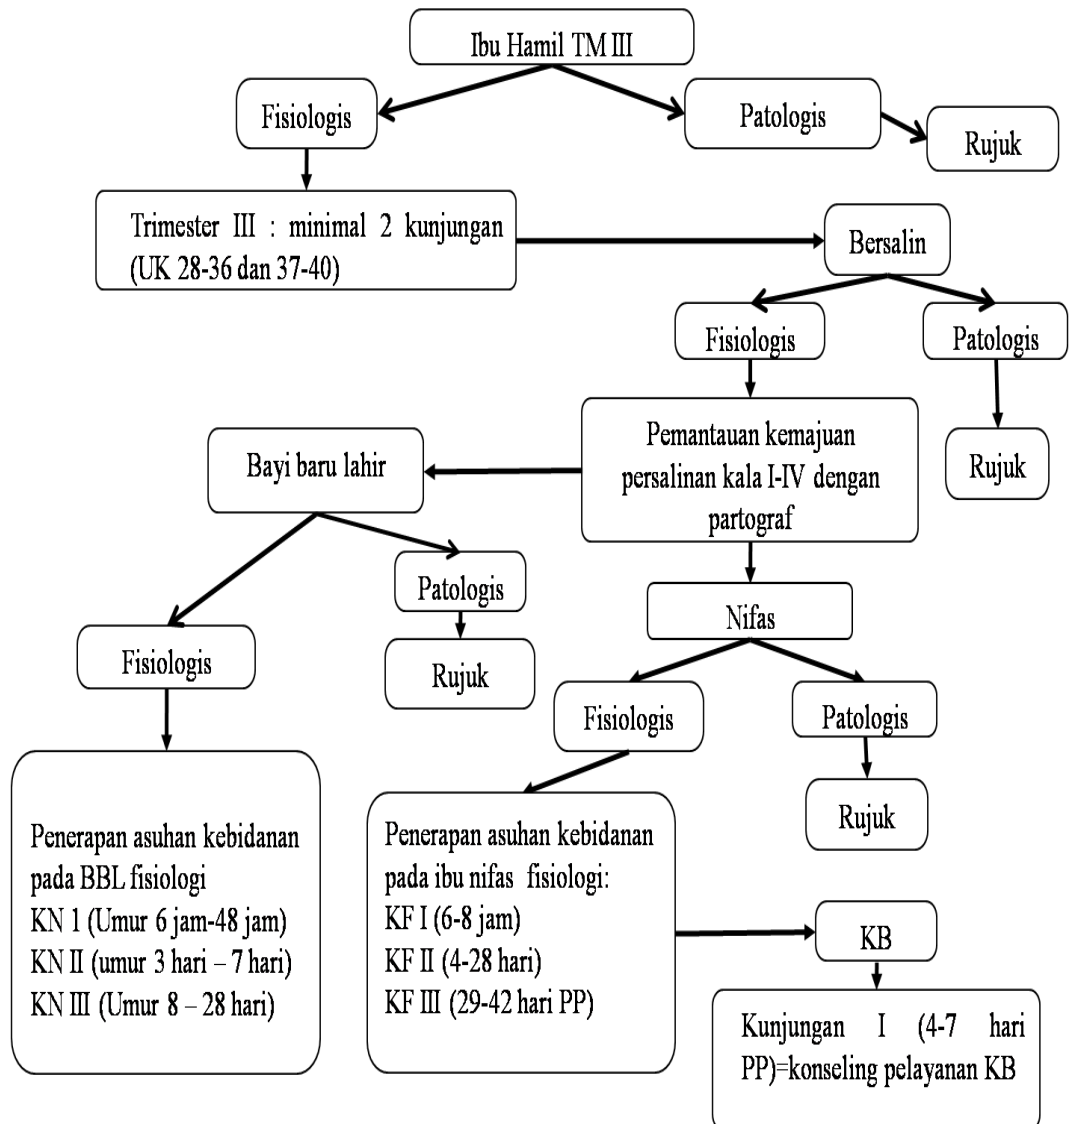 Ibu Hamil TM III
Fisiologis
Patologis
Rujuk
Trimester III : minimal 2 kunjungan
(UK 28-36 dan 37-40)
Bersalin
Fisiologis
Patologis
Rujuk
Pemantauan kemajuan
persalinan kala I-IV dengan
partograf
Bayi baru lahir
Patologis
Rujuk
Fisiologis
Nifas
Fisiologis
Patologis
Rujuk
Penerapan asuhan kebidanan
pada BBL fisiologi
KN 1 (Umur 6 jam-48 jam)
KN II (umur 3 hari – 7 hari)
KN III (Umur 8 – 28 hari)
Penerapan asuhan kebidanan
pada ibu nifas fisiologi:
KF I (6-8 jam)
KF II (4-28 hari)
KF III (29-42 hari PP)
KB
Kunjungan I (4-7 hari
PP)=konseling pelayanan KB